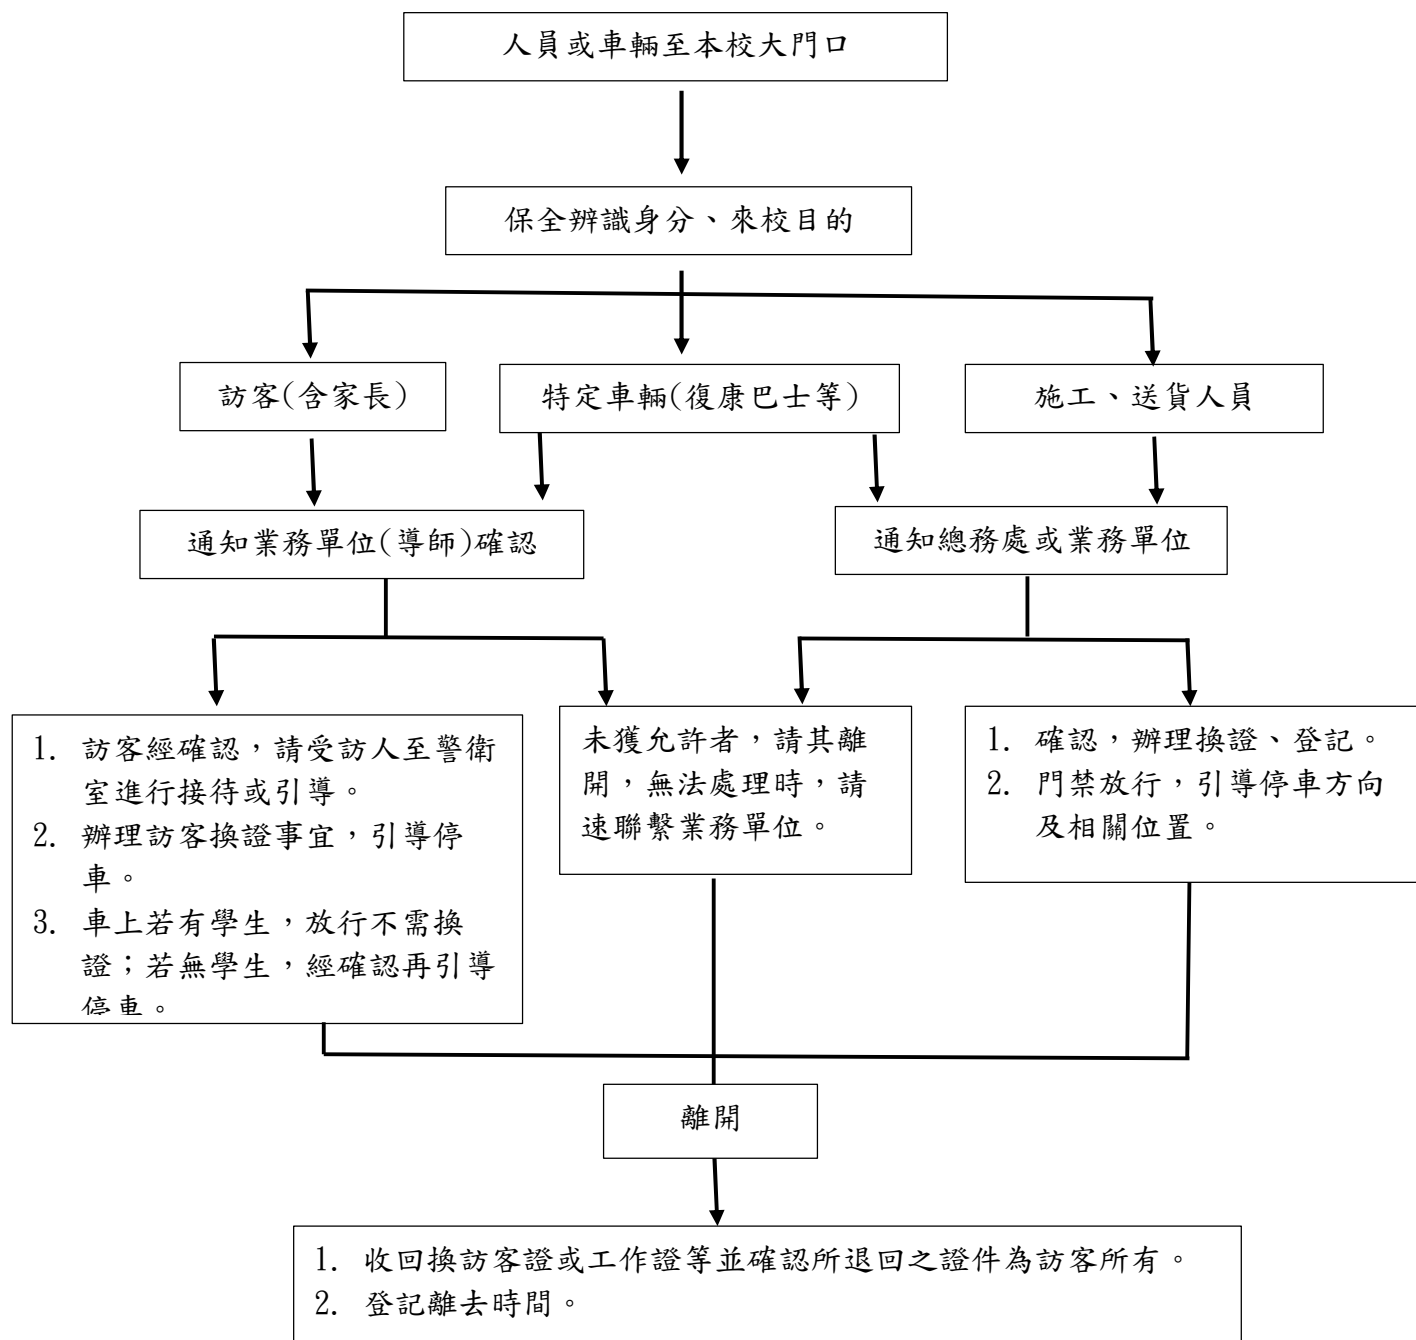 人員或車輛至本校大門口
保全辨識身分、來校目的
訪客(含家長)
特定車輛(復康巴士等)
施工、送貨人員
通知業務單位(導師)確認
通知總務處或業務單位
1. 訪客經確認，請受訪人至警衛
室進行接待或引導。
2. 辦理訪客換證事宜，引導停
車。
3. 車上若有學生，放行不需換
證；若無學生，經確認再引導
停車。
未獲允許者，請其離
開，無法處理時，請
速聯繫業務單位。
1. 確認，辦理換證、登記。
2. 門禁放行，引導停車方向
及相關位置。
離開
1. 收回換訪客證或工作證等並確認所退回之證件為訪客所有。
2. 登記離去時間。